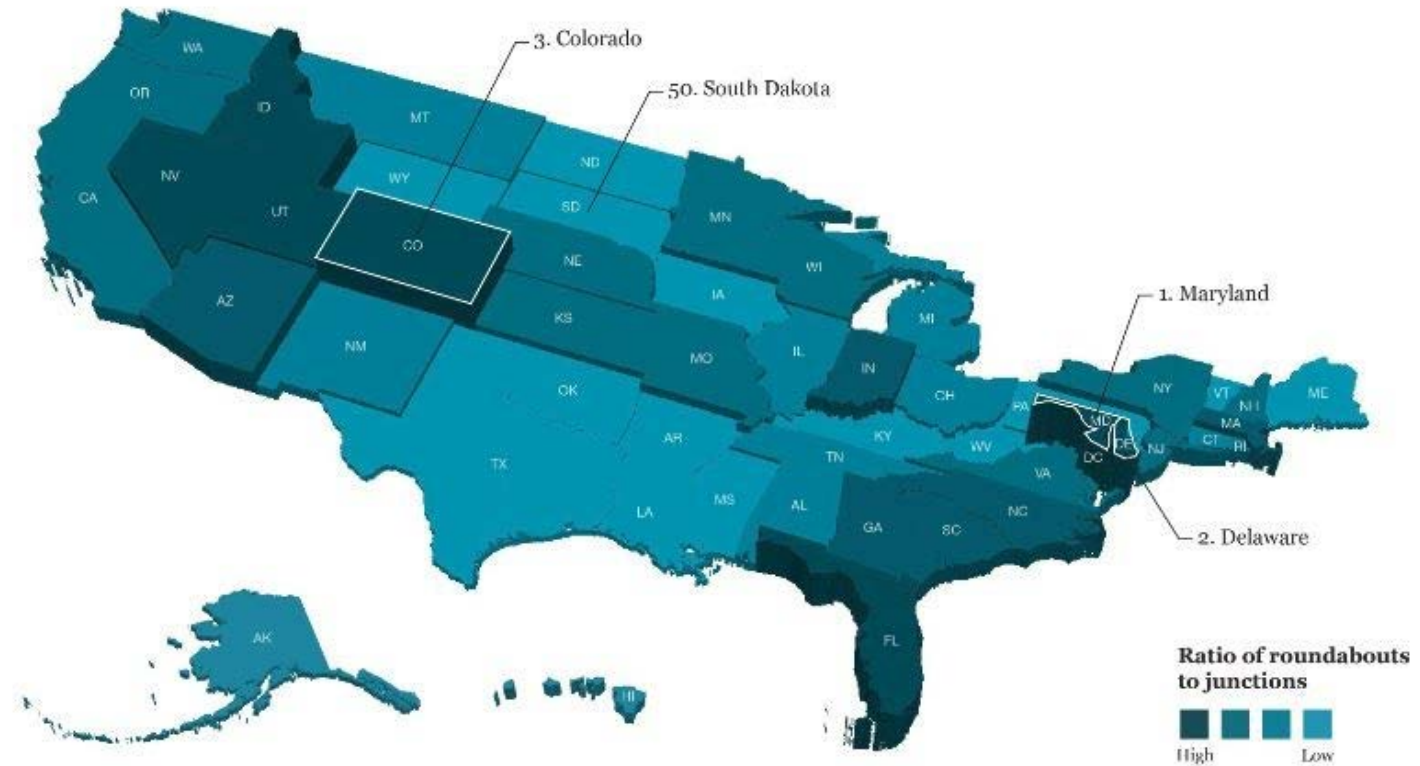 3. Colorado
50. South Dakota
WA
OR
ID
MT
ND
MN
WY
SD
NV
CA
UT
CO
NE
WI
IA
1. Maryland
AZ
KS
MI
NM
MO
IL
IN
OH
PA
NY
VT
NH
ME
OK
MD
MA
AR
KY
WV
DE
CT
RI
TX
TN
DC
NJ
VA
LA
MS
AL
GA
SC
NC
2. Delaware
AK
FL
HI
Ratio of roundabouts
to junctions
High Low